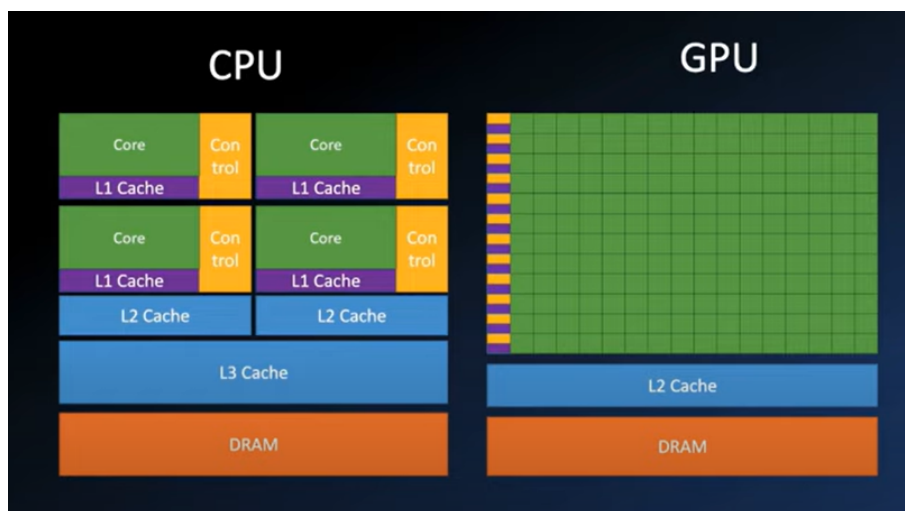 CPU
GPU
Core
Con
trol
L1 Cache
Core
Con
trol
L1 Cache
Core
Con
trol
L1 Cache
Core
Con
trol
L1 Cache
L2 Cache
L2 Cache
L3 Cache
DRAM
L2 Cache
DRAM